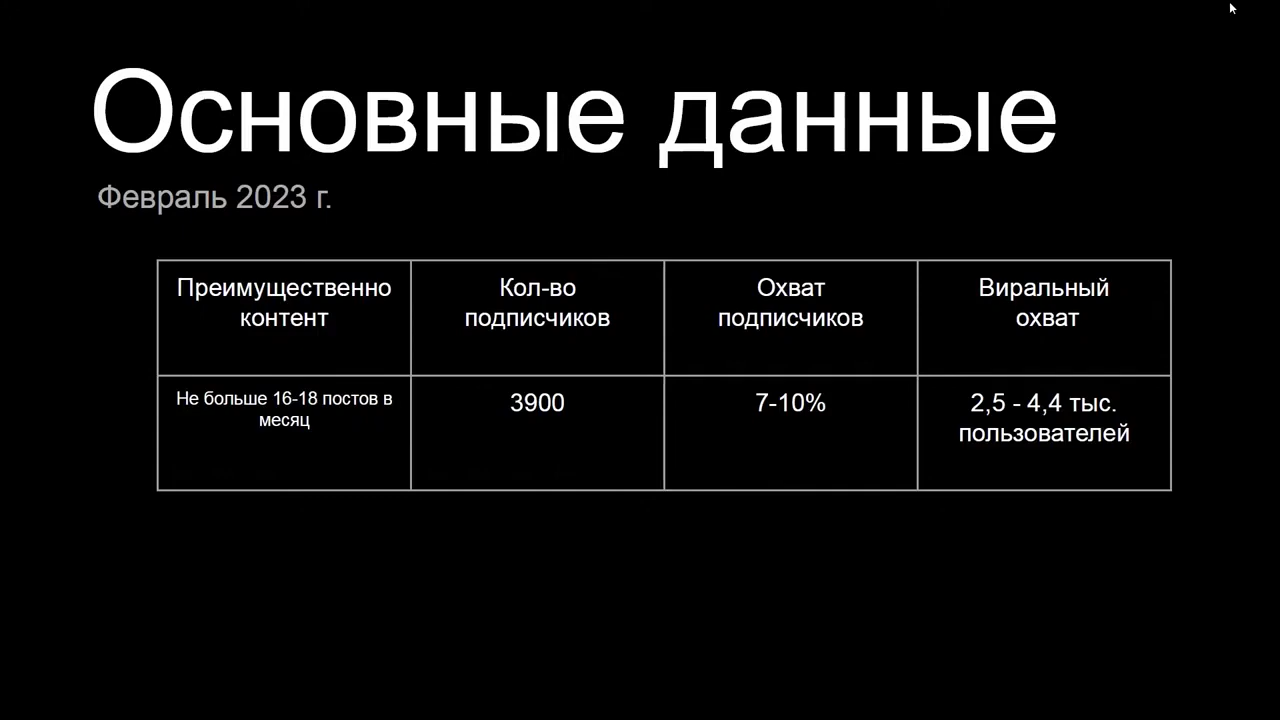 Основные данные
Февраль 2023 г.
Преимущественно
контент
Кол-во
подписчиков
Охват
подписчиков
Виральный
охват
Не больше 16-18 постов в
месяц
3900
7-10%
2,5 - 4,4 тыс.
пользователей